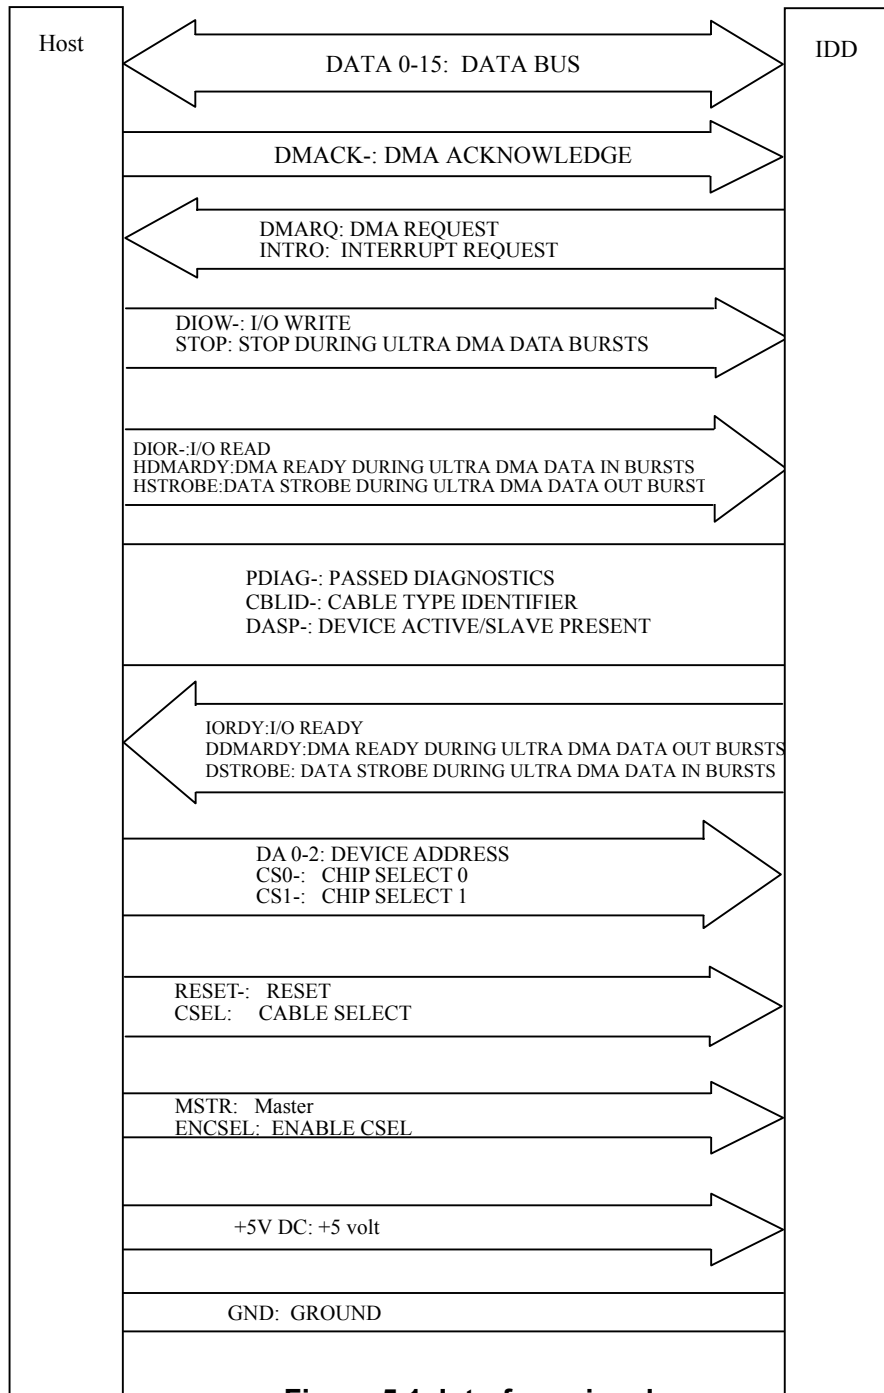 Host
IDD
DATA 0-15: DATA BUS
DMACK-: DMA ACKNOWLEDGE
DMARQ: DMA REQUEST
INTRO: INTERRUPT REQUEST
DIOW-: I/O WRITE
STOP: STOP DURING ULTRA DMA DATA BURSTS
DIOR-:I/O READ
HDMARDY:DMA READY DURING ULTRA DMA DATA IN BURSTS
HSTROBE:DATA STROBE DURING ULTRA DMA DATA OUT BURST
PDIAG-: PASSED DIAGNOSTICS
CBLID-: CABLE TYPE IDENTIFIER
DASP-: DEVICE ACTIVE/SLAVE PRESENT
IORDY:I/O READY
DDMARDY:DMA READY DURING ULTRA DMA DATA OUT BURSTS
DSTROBE: DATA STROBE DURING ULTRA DMA DATA IN BURSTS
DA 0-2: DEVICE ADDRESS
CS0-: CHIP SELECT 0
CS1-: CHIP SELECT 1
RESET-: RESET
CSEL: CABLE SELECT
MSTR: Master
ENCSEL: ENABLE CSEL
+5V DC: +5 volt
GND: GROUND